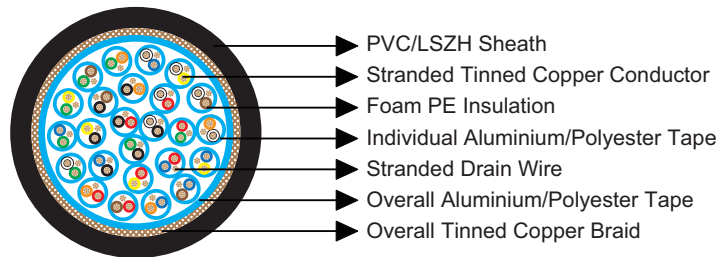 PVC/LSZH Sheath
Stranded Tinned Copper Conductor
Foam PE Insulation
Individual Aluminium/Polyester Tape
Stranded Drain Wire
Overall Aluminium/Polyester Tape
Overall Tinned Copper Braid